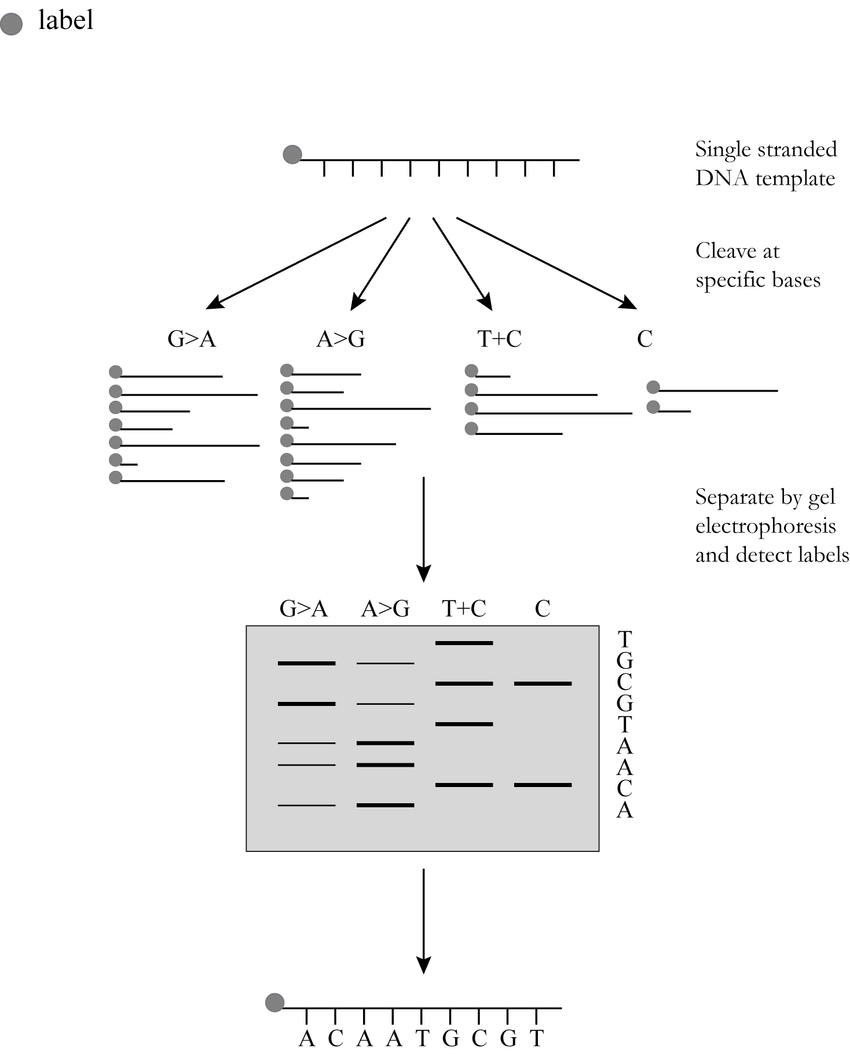 label
Single stranded
DNA template
Cleave at
specific bases
G>A A>G T+C C
Separate by gel
electrophoresis
and detect labels
G>A A>G T+C C
T
G
C
G
T
A
A
C
A
A C A A T G C G T